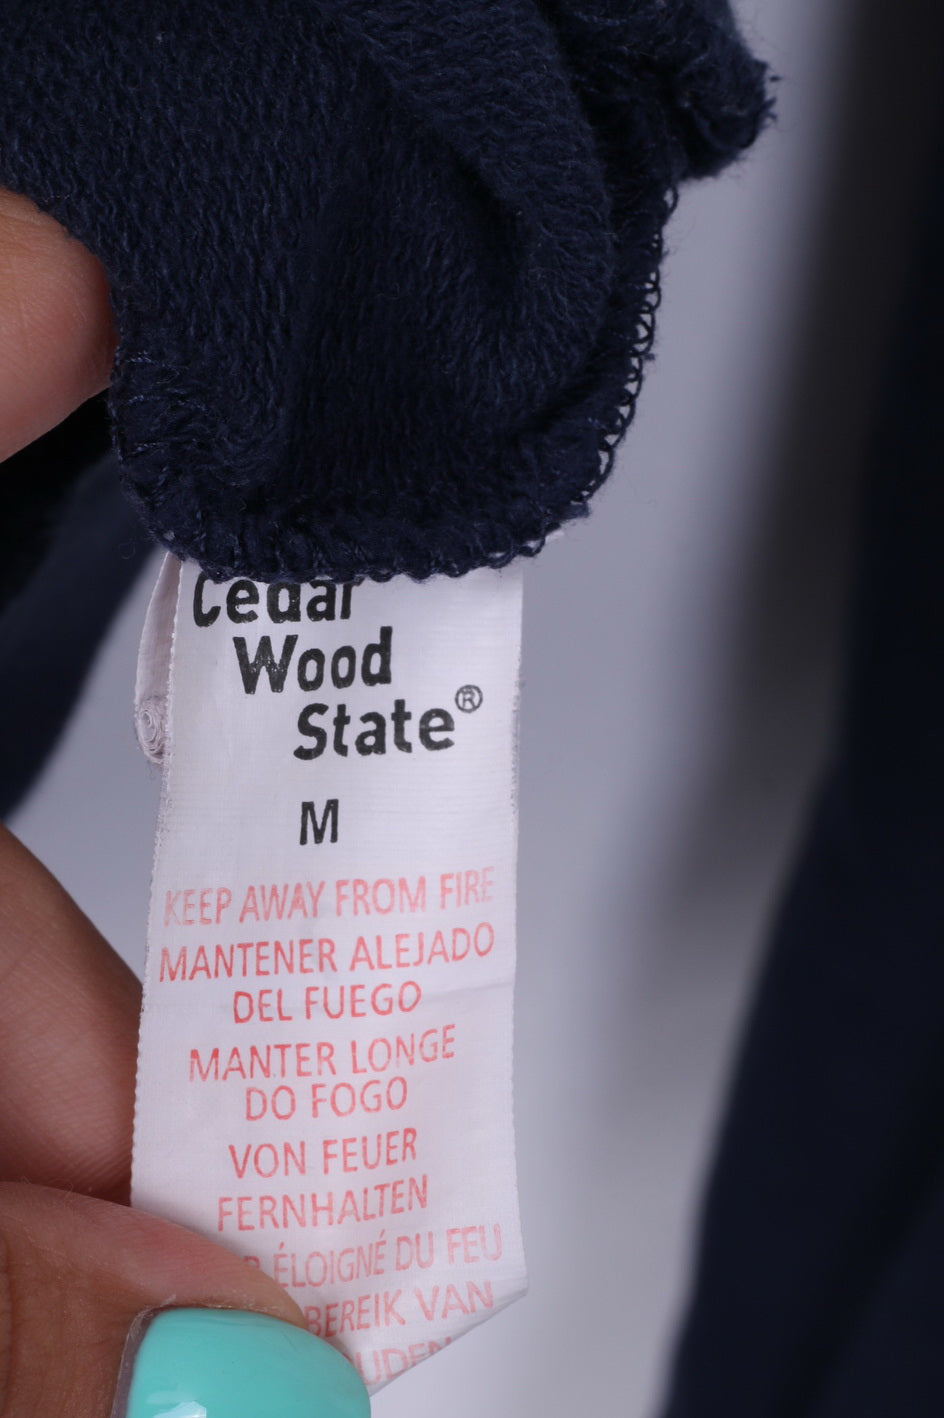 Cedar
Wood
State®
M
KEEP AWAY FROM FIRE
MANTENER ALEJADO
DEL FUEGO
MANTER LONGE
DO FOGO
VON FEUER
FERNHALTEN
ÉLOIGNÉ DU FEU
BEREIK VAN